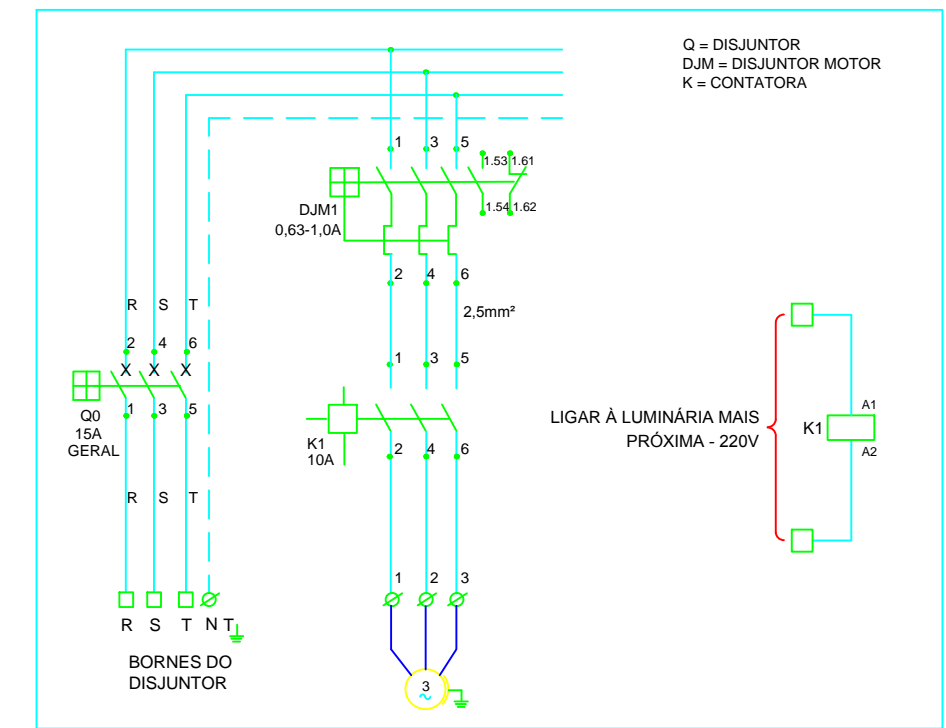 Q = DISJUNTOR
DJM = DISJUNTOR MOTOR
K = CONTATORA
1 3 5
1.53 1.61
1.54 1.62
DJM1
0,63-1,0A
2 4 6
2,5mm²
R S T
2 4 6
X X X
1 3 5
Q0
15A
GERAL
1 3 5
K1
10A
2 4 6
LIGAR À LUMINÁRIA MAIS
PRÓXIMA - 220V
K1
A1
A2
R S T
1 2 3
R S T N T
BORNES DO
DISJUNTOR
3
~